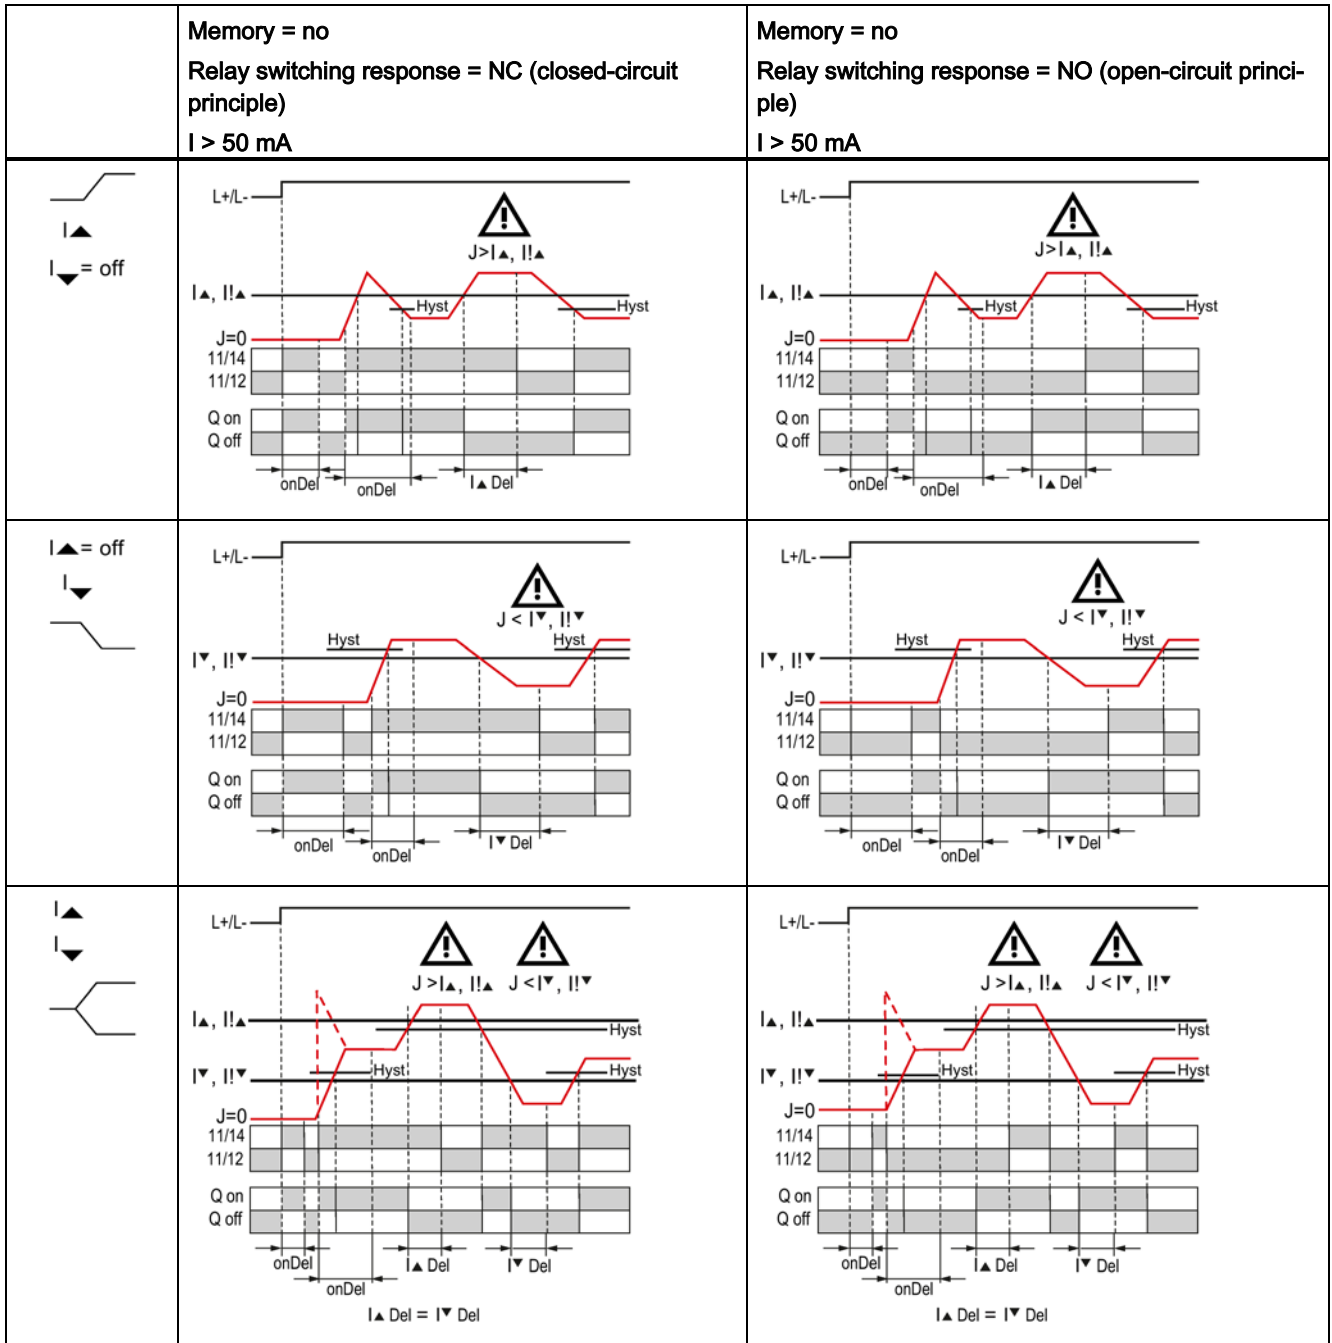 Memory = no
Relay switching response = NC (closed-circuit
principle)
I > 50 mA
Memory = no
Relay switching response = NO (open-circuit princi-
ple)
I > 50 mA
I▲
I▼ = off
L+/L-
J>I▲, I!▲
I▲, I!▲
Hyst
Hyst
J=0
11/14
11/12
Q on
Q off
onDel
onDel
I▲ Del
L+/L-
J>I▲, I!▲
I▲, I!▲
Hyst
Hyst
J=0
11/14
11/12
Q on
Q off
onDel
onDel
I▲ Del
I▲= off
I▼
L+/L-
J < I▼, I!▼
Hyst
Hyst
I▼, I!▼
J=0
11/14
11/12
Q on
Q off
onDel
onDel
I▼ Del
L+/L-
J < I▼, I!▼
Hyst
Hyst
I▼, I!▼
J=0
11/14
11/12
Q on
Q off
onDel
onDel
I▼ Del
I▲
I▼
L+/L-
J >I▲, I!▲ J <I▼, I!▼
I▲, I!▲
Hyst
I▼, I!▼
Hyst
Hyst
J=0
11/14
11/12
Q on
Q off
onDel
onDel
I▲ Del
I▼ Del
I▲ Del = I▼ Del
L+/L-
J >I▲, I!▲ J <I▼, I!▼
I▲, I!▲
Hyst
I▼, I!▼
Hyst
Hyst
J=0
11/14
11/12
Q on
Q off
onDel
onDel
I▲ Del
I▼ Del
I▲ Del = I▼ Del